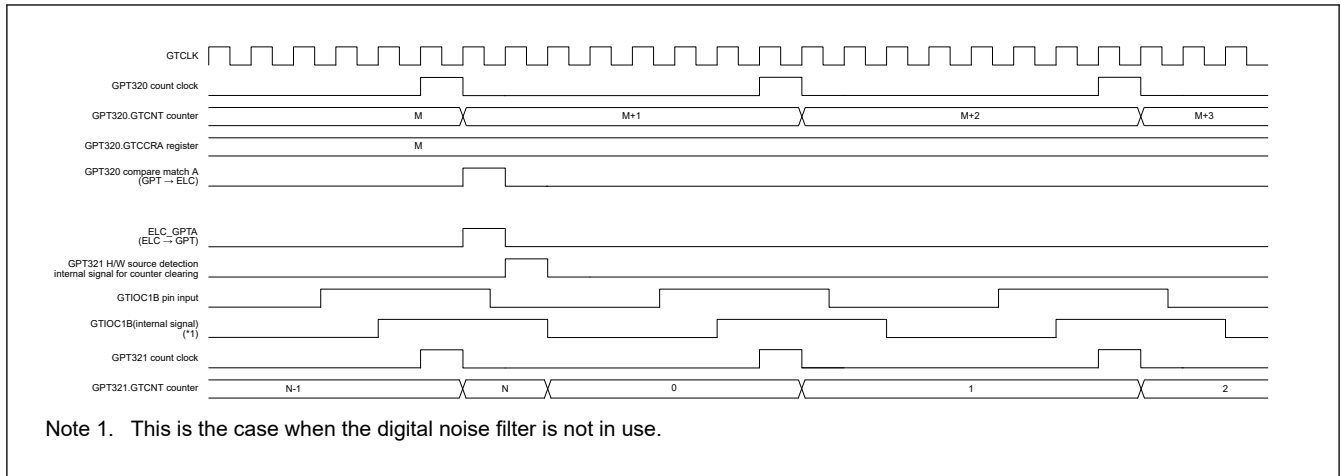 GTCLK
GPT320 count clock
GPT320.GTCNT counter M M+1 M+2 M+3
GPT320.GTCCRA register M
GPT320 compare match A
(GPT → ELC)
ELC_GPTA
(ELC → GPT)
GPT321 H/W source detection
internal signal for counter clearing
GTIOC1B pin input
GTIOC1B(internal signal)
(*1)
GPT321 count clock
GPT321.GTCNT counter N-1 N 0 1 2
Note 1. This is the case when the digital noise filter is not in use.